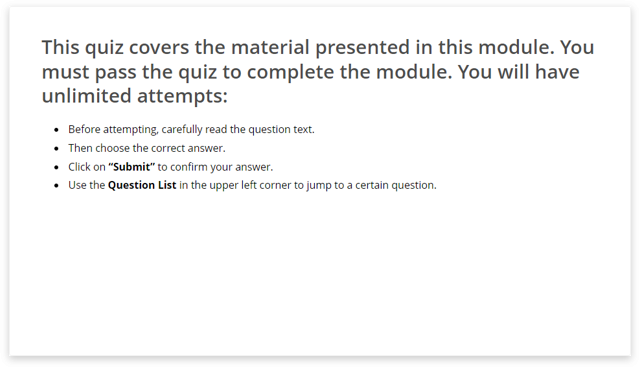 This quiz covers the material presented in this module. You
must pass the quiz to complete the module. You will have
unlimited attempts:
• Before attempting, carefully read the question text.
• Then choose the correct answer.
• Click on “Submit” to confirm your answer.
• Use the Question List in the upper left corner to jump to a certain question.